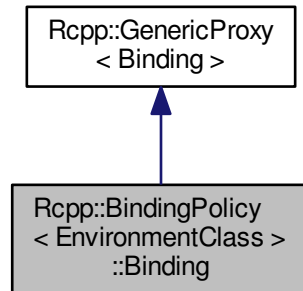 Rcpp::GenericProxy
< Binding >
Rcpp::BindingPolicy
< EnvironmentClass >
::Binding